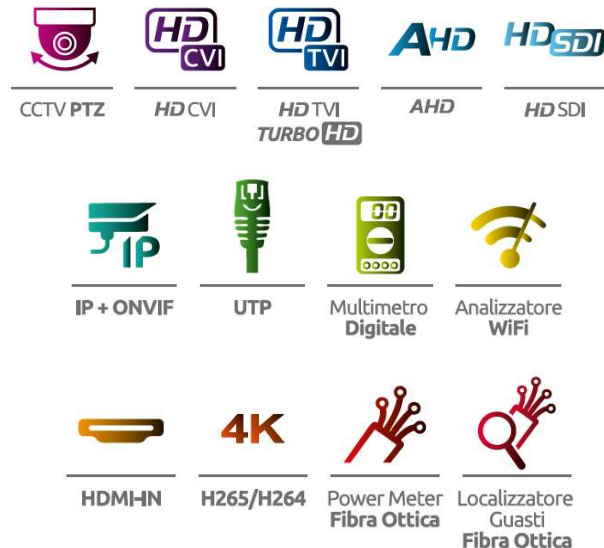 HD CVI
HD TVI
AHD
HD SDI
CCTV PTZ
HD CVI
HD TVI
TURBO HD
AHD
HD SDI
IP
IP + ONVIF
UTP
Multimetro
Digitale
Analizzatore
WiFi
4K
HDMI-IN
H265/H264
Power Meter
Fibra Ottica
Localizzatore
Guasti
Fibra Ottica